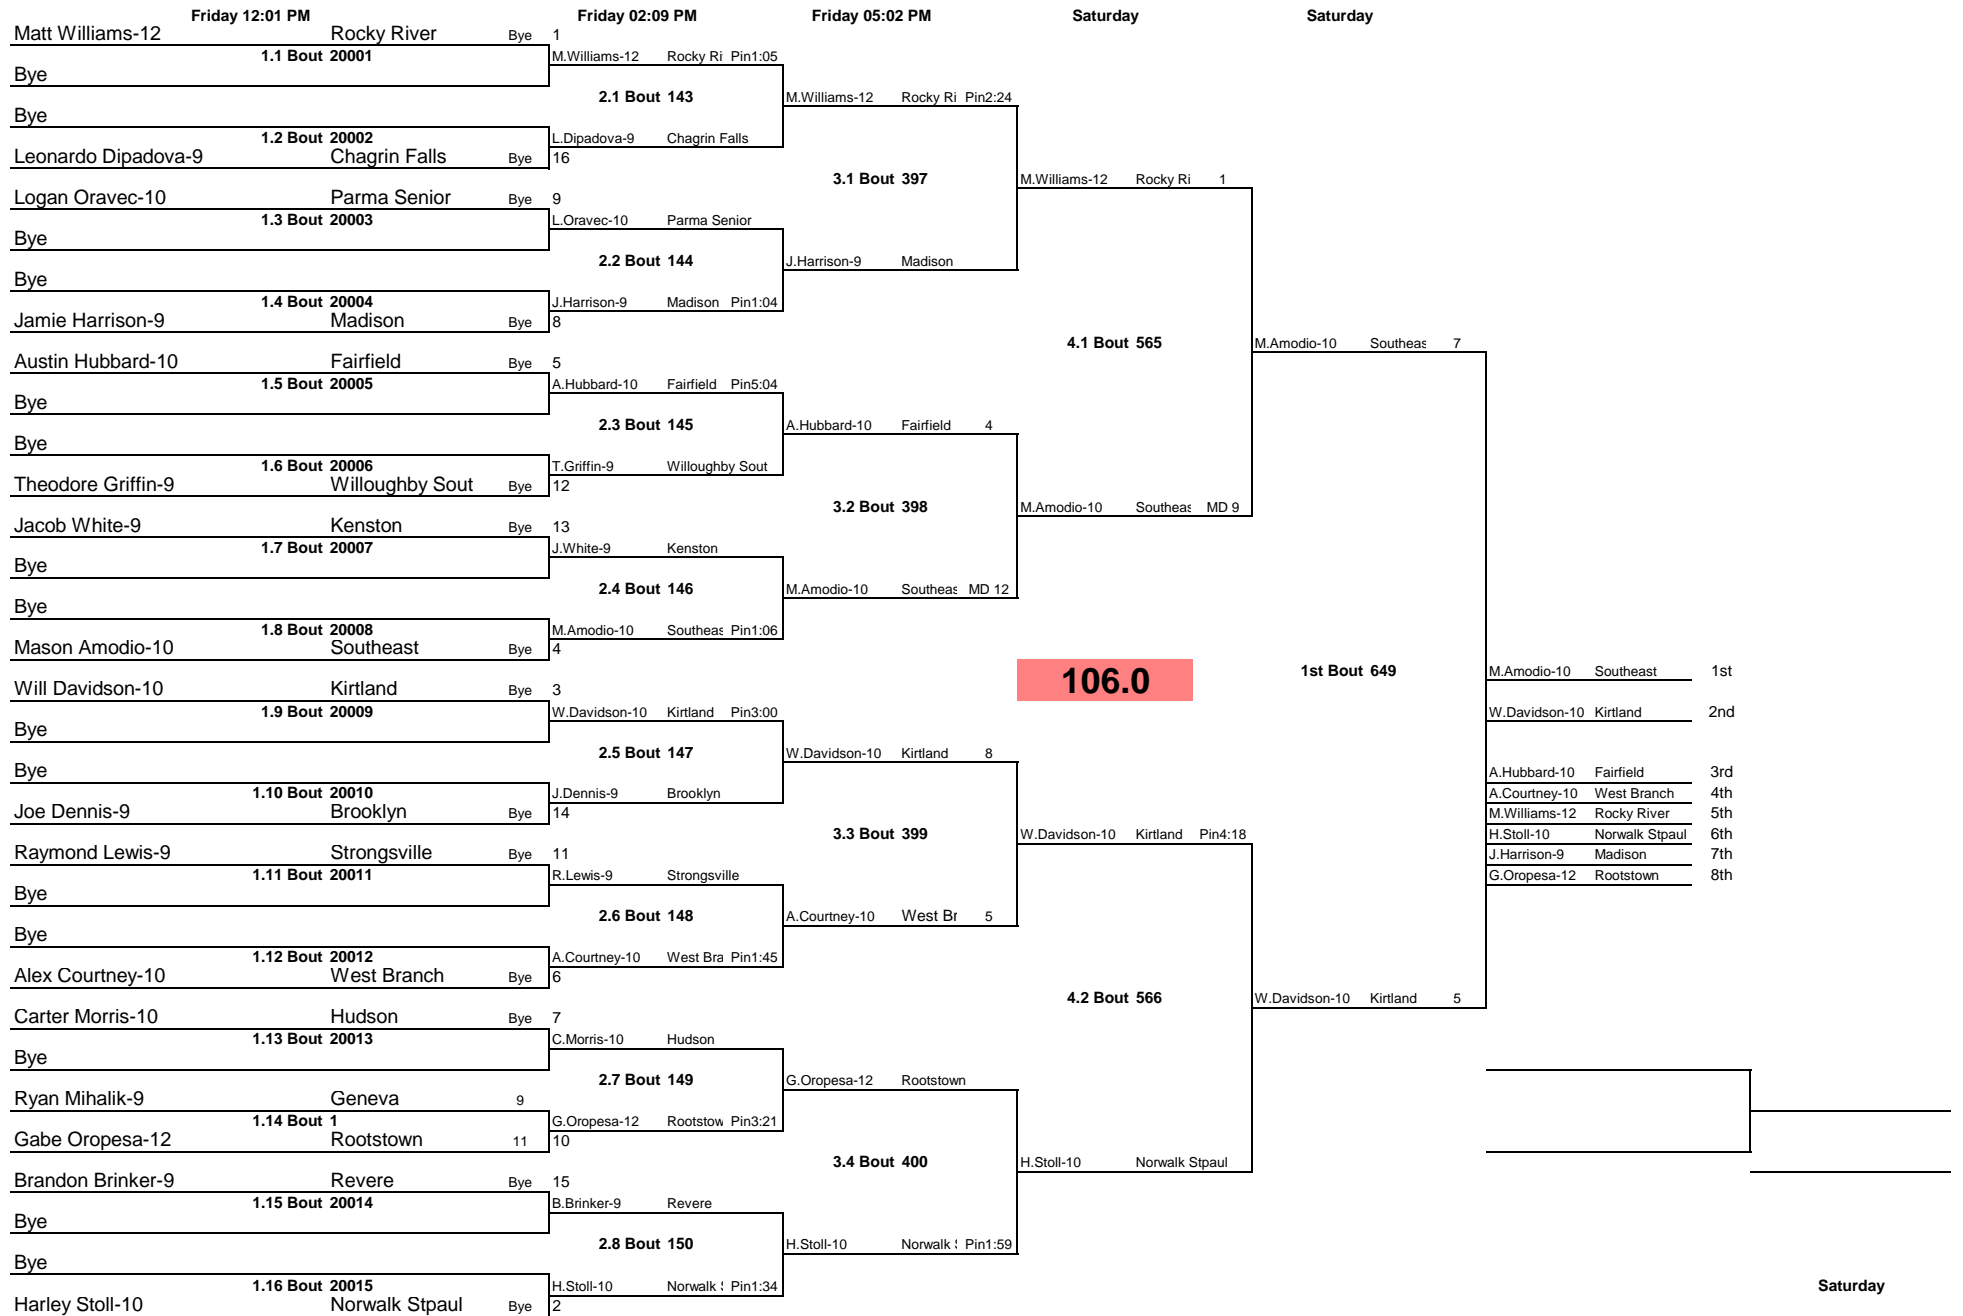 Friday 12:01 PM Friday 02:09 PM Friday 05:02 PM Saturday Saturday
Matt Williams-12 Rocky River Bye 1
1.1 Bout 20001 M.Williams-12 Rocky Ri Pin1:05
Bye
2.1 Bout 143 M.Williams-12 Rocky Ri Pin2:24
Bye
1.2 Bout 20002 L.Dipadova-9 Chagrin Falls
Leonardo Dipadova-9 Chagrin Falls Bye 16
3.1 Bout 397 M.Williams-12 Rocky Ri 1
Logan Oravec-10 Parma Senior Bye 9
1.3 Bout 20003 L.Oravec-10 Parma Senior
Bye
2.2 Bout 144 J.Harrison-9 Madison
Bye
1.4 Bout 20004 J.Harrison-9 Madison Pin1:04
Jamie Harrison-9 Madison Bye 8
4.1 Bout 565 M.Amodio-10 Southeas 7
Austin Hubbard-10 Fairfield Bye 5
1.5 Bout 20005 A.Hubbard-10 Fairfield Pin5:04
Bye
2.3 Bout 145 A.Hubbard-10 Fairfield 4
Bye
1.6 Bout 20006 T.Griffin-9 Willoughby Sout
Theodore Griffin-9 Willoughby Sout Bye 12
3.2 Bout 398 M.Amodio-10 Southeas MD 9
Jacob White-9 Kenston Bye 13
1.7 Bout 20007 J.White-9 Kenston
Bye
2.4 Bout 146 M.Amodio-10 Southeas MD 12
Bye
1.8 Bout 20008 M.Amodio-10 Southeas Pin1:06
Mason Amodio-10 Southeast Bye 4
106.0 1st Bout 649 M.Amodio-10 Southeast 1st
Will Davidson-10 Kirtland Bye 3
1.9 Bout 20009 W.Davidson-10 Kirtland Pin3:00 W.Davidson-10 Kirtland 2nd
Bye
2.5 Bout 147 W.Davidson-10 Kirtland 8
Bye A.Hubbard-10 Fairfield 3rd
1.10 Bout 20010 J.Dennis-9 Brooklyn A.Courtney-10 West Branch 4th
Joe Dennis-9 Brooklyn Bye 14 M.Williams-12 Rocky River 5th
3.3 Bout 399 W.Davidson-10 Kirtland Pin4:18 H.Stoll-10 Norwalk Stpaul 6th
Raymond Lewis-9 Strongsville Bye 11 J.Harrison-9 Madison 7th
1.11 Bout 20011 R.Lewis-9 Strongsville G.Oropesa-12 Rootstown 8th
Bye
2.6 Bout 148 A.Courtney-10 West Br 5
Bye
1.12 Bout 20012 A.Courtney-10 West Bra Pin1:45
Alex Courtney-10 West Branch Bye 6
4.2 Bout 566 W.Davidson-10 Kirtland 5
Carter Morris-10 Hudson Bye 7
1.13 Bout 20013 C.Morris-10 Hudson
Bye
2.7 Bout 149 G.Oropesa-12 Rootstown
Ryan Mihalik-9 Geneva 9
1.14 Bout 1 G.Oropesa-12 Rootstow Pin3:21
Gabe Oropesa-12 Rootstown 11 10
3.4 Bout 400 H.Stoll-10 Norwalk Stpaul
Brandon Brinker-9 Revere Bye 15
1.15 Bout 20014 B.Brinker-9 Revere
Bye
2.8 Bout 150 H.Stoll-10 Norwalk Pin1:59
Bye
1.16 Bout 20015 H.Stoll-10 Norwalk Pin1:34 Saturday
Harley Stoll-10 Norwalk Stpaul Bye 2